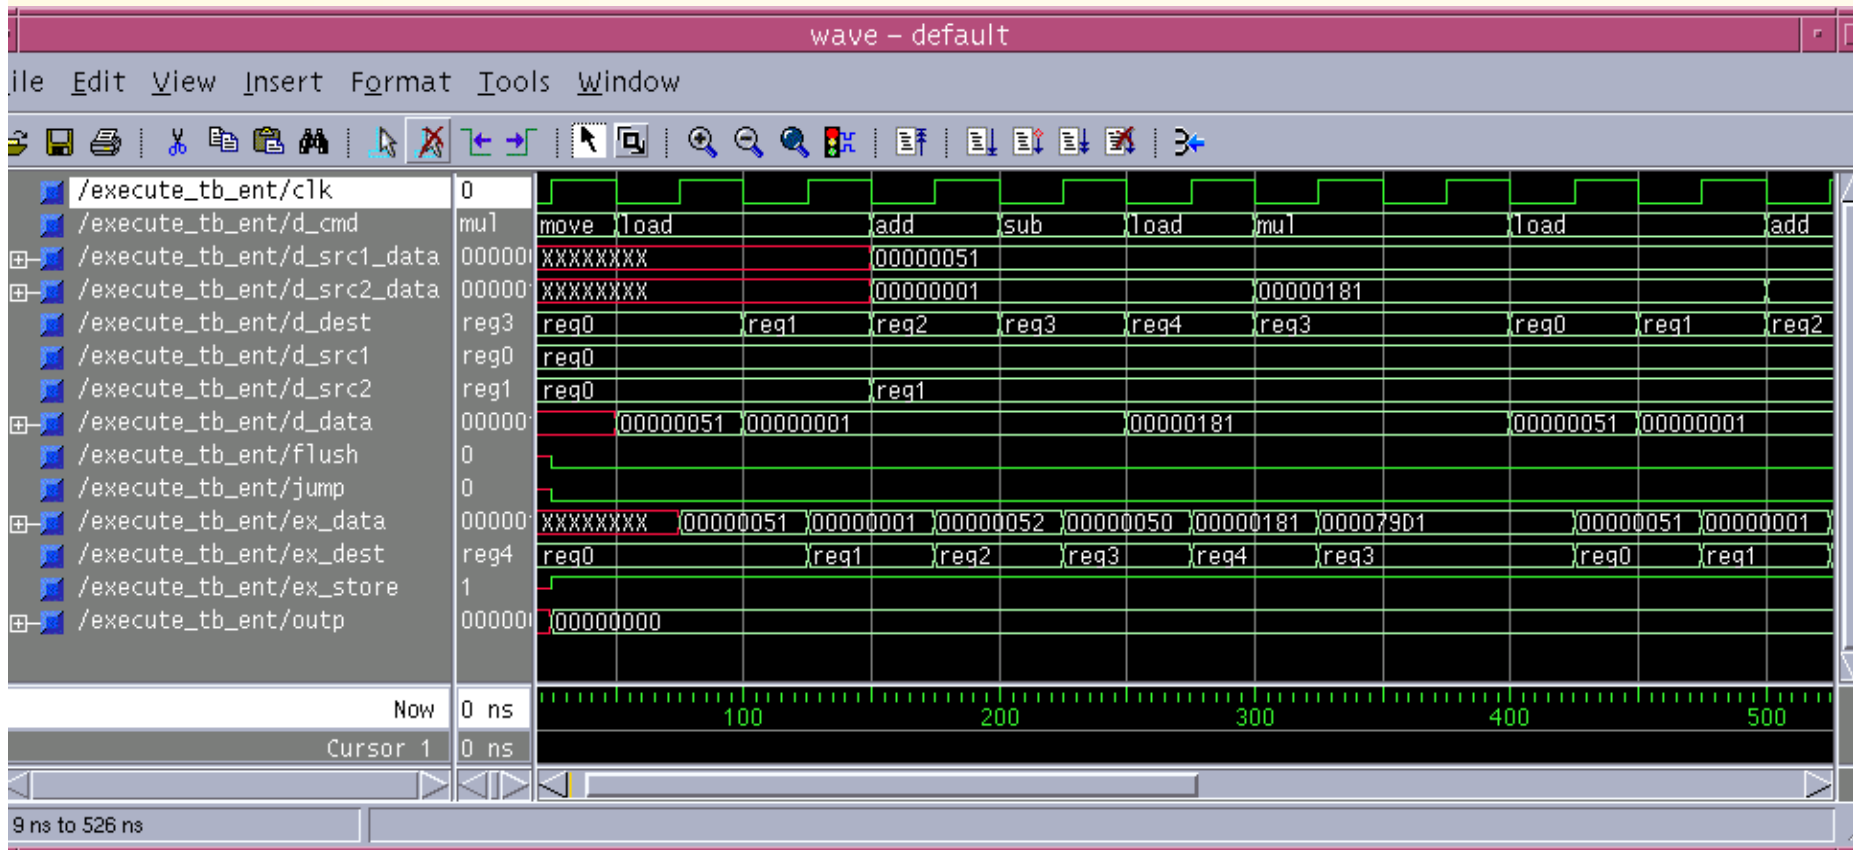 wave – default
ile Edit View Insert Format Tools Window
/execute_tb_ent/clk 0
/execute_tb_ent/d_cmd mul move load add sub load mul load add
/execute_tb_ent/d_src1_data 00000 XXXXXXXX 00000051
/execute_tb_ent/d_src2_data 00000 XXXXXXXX 00000001 00000181
/execute_tb_ent/d_dest reg3 reg0 reg1 reg2 reg3 reg4 reg3 reg0 reg1 reg2
/execute_tb_ent/d_src1 reg0 reg0
/execute_tb_ent/d_src2 reg1 reg0 reg1
/execute_tb_ent/d_data 00000 00000051 00000001 00000181 00000051 00000001
/execute_tb_ent/flush 0
/execute_tb_ent/jump 0
/execute_tb_ent/ex_data 00000 XXXXXXXX 00000051 00000001 00000052 00000050 00000181 000079D1 00000051 00000001
/execute_tb_ent/ex_dest reg4 reg0 reg1 reg2 reg3 reg4 reg3 reg0 reg1
/execute_tb_ent/ex_store 1
/execute_tb_ent/outp 00000 00000000
Now 0 ns 100 200 300 400 500
Cursor 1 0 ns
9 ns to 526 ns